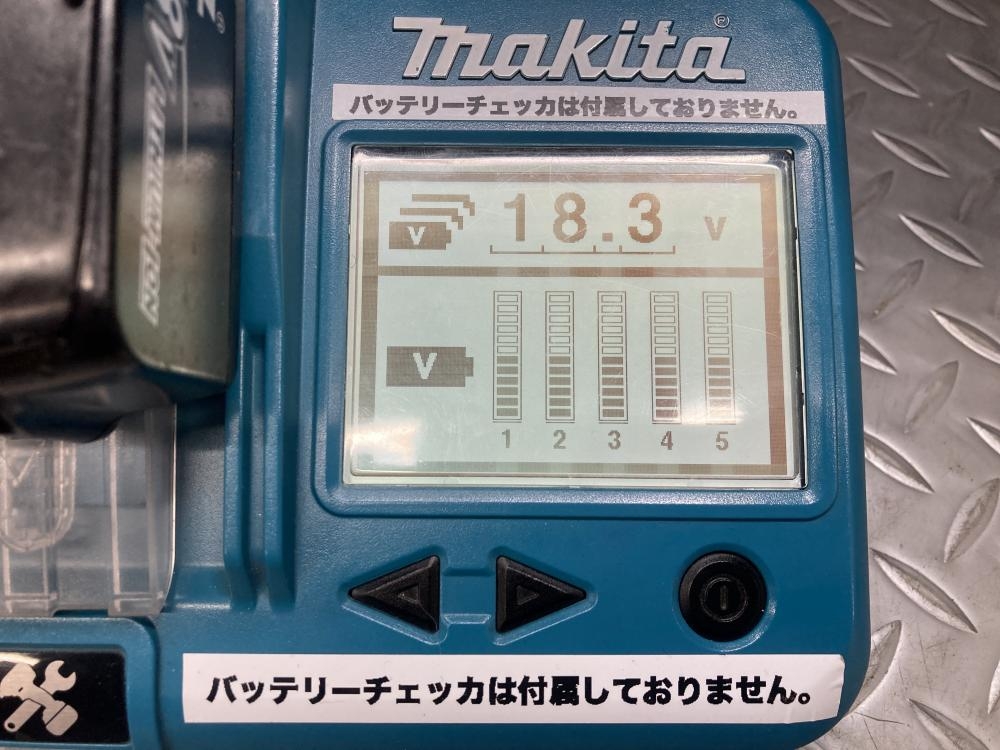 makita®
バッテリーチェッカは付属しておりません。
V 18.3 V
V
1 2 3 4 5
バッテリーチェッカは付属しておりません。